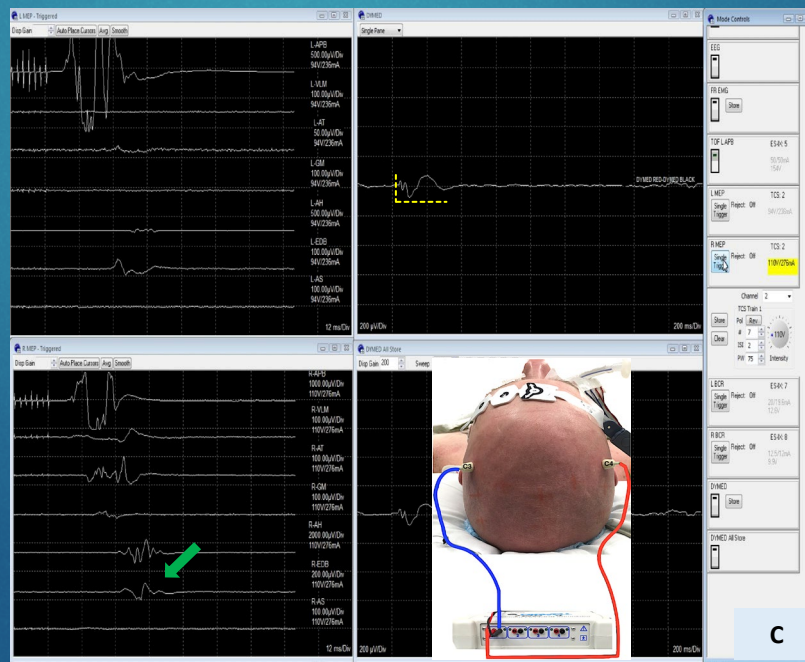 L MEP - Triggered
Disp Gain
Auto Place Cursors
Avg
Smooth
L-APB
500.00µV/Div
94V/236mA
L-VLM
100.00µV/Div
94V/236mA
L-AT
50.00µV/Div
94V/236mA
L-GM
100.00µV/Div
94V/236mA
L-AH
500.00µV/Div
94V/236mA
L-EDB
100.00µV/Div
94V/236mA
L-AS
100.00µV/Div
94V/236mA
12 ms/Div
DYMED
Single Pane
DYMED RED-DYMED BLACK
200 µV/Div
200 ms/Div
R MEP - Triggered
Disp Gain
Auto Place Cursors
Avg
Smooth
R-APB
1000.00µV/Div
110V/276mA
R-VLM
100.00µV/Div
110V/276mA
R-AT
100.00µV/Div
110V/276mA
R-GM
100.00µV/Div
110V/276mA
R-AH
2000.00µV/Div
110V/276mA
R-EDB
200.00µV/Div
110V/276mA
R-AS
100.00µV/Div
110V/276mA
12 ms/Div
DYMED All Store
Disp Gain 200
Sweep
C3
C4
200 µV/Div
200 ms/Div
Mode Controls
EEG
FR EMG
Store
TOF L APB
ES4X: 5
50/50mA
154V
L MEP
TCS: 2
Single Trigger
Reject: Off
94V/236mA
R MEP
TCS: 2
Single Trigger
Reject: Off
110V/276mA
Channel 2
TCS Train 1
Store
Pol Rev
Clear
# 7
+110V
ISI 2
PW 75
Intensity
L BCR
ES4X: 7
Single Trigger
Reject: Off
R BCR
ES4X: 8
Single Trigger
Reject: Off
DYMED
Store
DYMED All Store
C